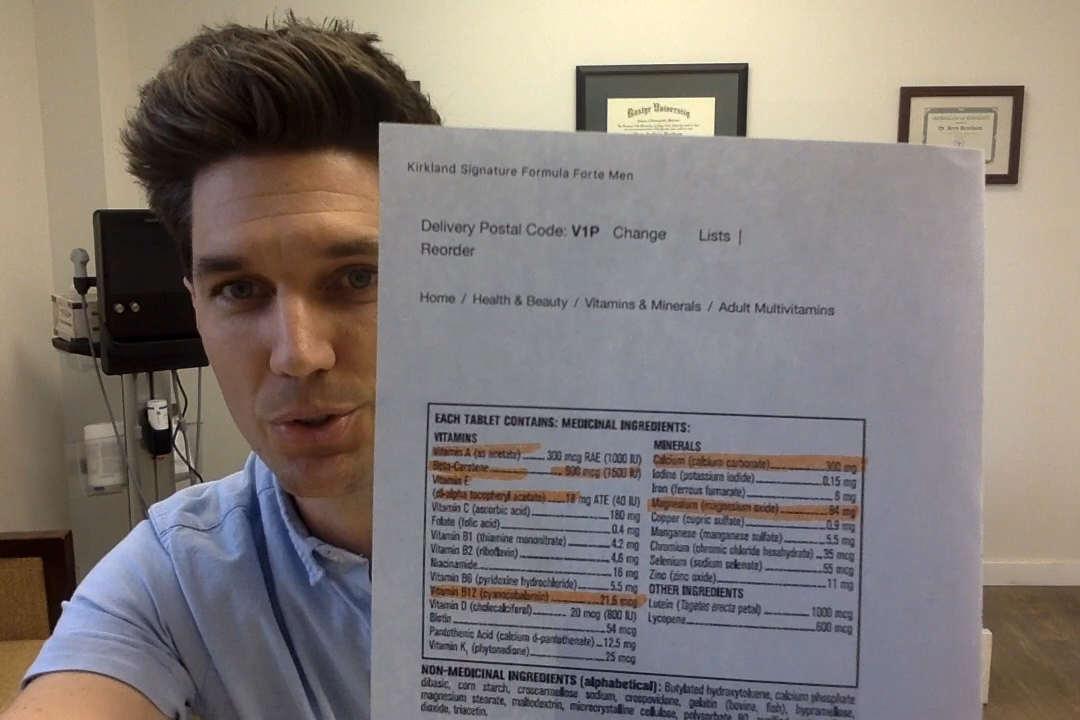 Bastyr University
Kirkland Signature Formula Forte Men
Delivery Postal Code: V1P Change Lists |
Reorder
Home / Health & Beauty / Vitamins & Minerals / Adult Multivitamins
EACH TABLET CONTAINS: MEDICINAL INGREDIENTS:
VITAMINS
Vitamin A (as acetate) 300 mcg RAE (1000 IU)
Beta-Carotene 900 mcg (1500 IU)
Vitamin E
(dl-alpha tocopheryl acetate) 18 mg ATE (40 IU)
Vitamin C (ascorbic acid) 180 mg
Folate (folic acid) 0.4 mg
Vitamin B1 (thiamine mononitrate) 4.2 mg
Vitamin B2 (riboflavin) 4.6 mg
Niacinamide 16 mg
Vitamin B6 (pyridoxine hydrochloride) 5.5 mg
Vitamin B12 (cyanocobalamin) 21.6 mcg
Vitamin D (cholecalciferol) 20 mcg (800 IU)
Biotin 54 mcg
Pantothenic Acid (calcium d-pantothenate) 12.5 mg
Vitamin K1 (phytonadione) 25 mcg
MINERALS
Calcium (calcium carbonate) 300 mg
Iodine (potassium iodide) 0.15 mg
Iron (ferrous fumarate) 6 mg
Magnesium (magnesium oxide) 84 mg
Copper (cupric sulfate) 0.9 mg
Manganese (manganese sulfate) 5.5 mg
Chromium (chromic chloride hexahydrate) 35 mcg
Selenium (sodium selenate) 55 mcg
Zinc (zinc oxide) 11 mg
OTHER INGREDIENTS
Lutein (Tagetes erecta petal) 1000 mcg
Lycopene 600 mcg
NON-MEDICINAL INGREDIENTS (alphabetical): Butylated hydroxytoluene, calcium phosphate
dibasic, corn starch, croscarmellose sodium, crospovidone, gelatin (bovine, fish), hypromellose,
magnesium stearate, maltodextrin, microcrystalline cellulose, polysorbate 80,
dioxide, triacetin,